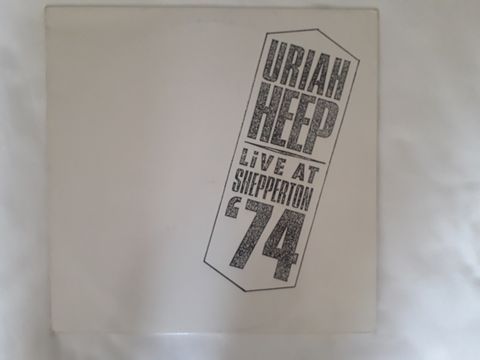 URIAH
HEEP
LiVE AT
SHEPPERTON
‘74